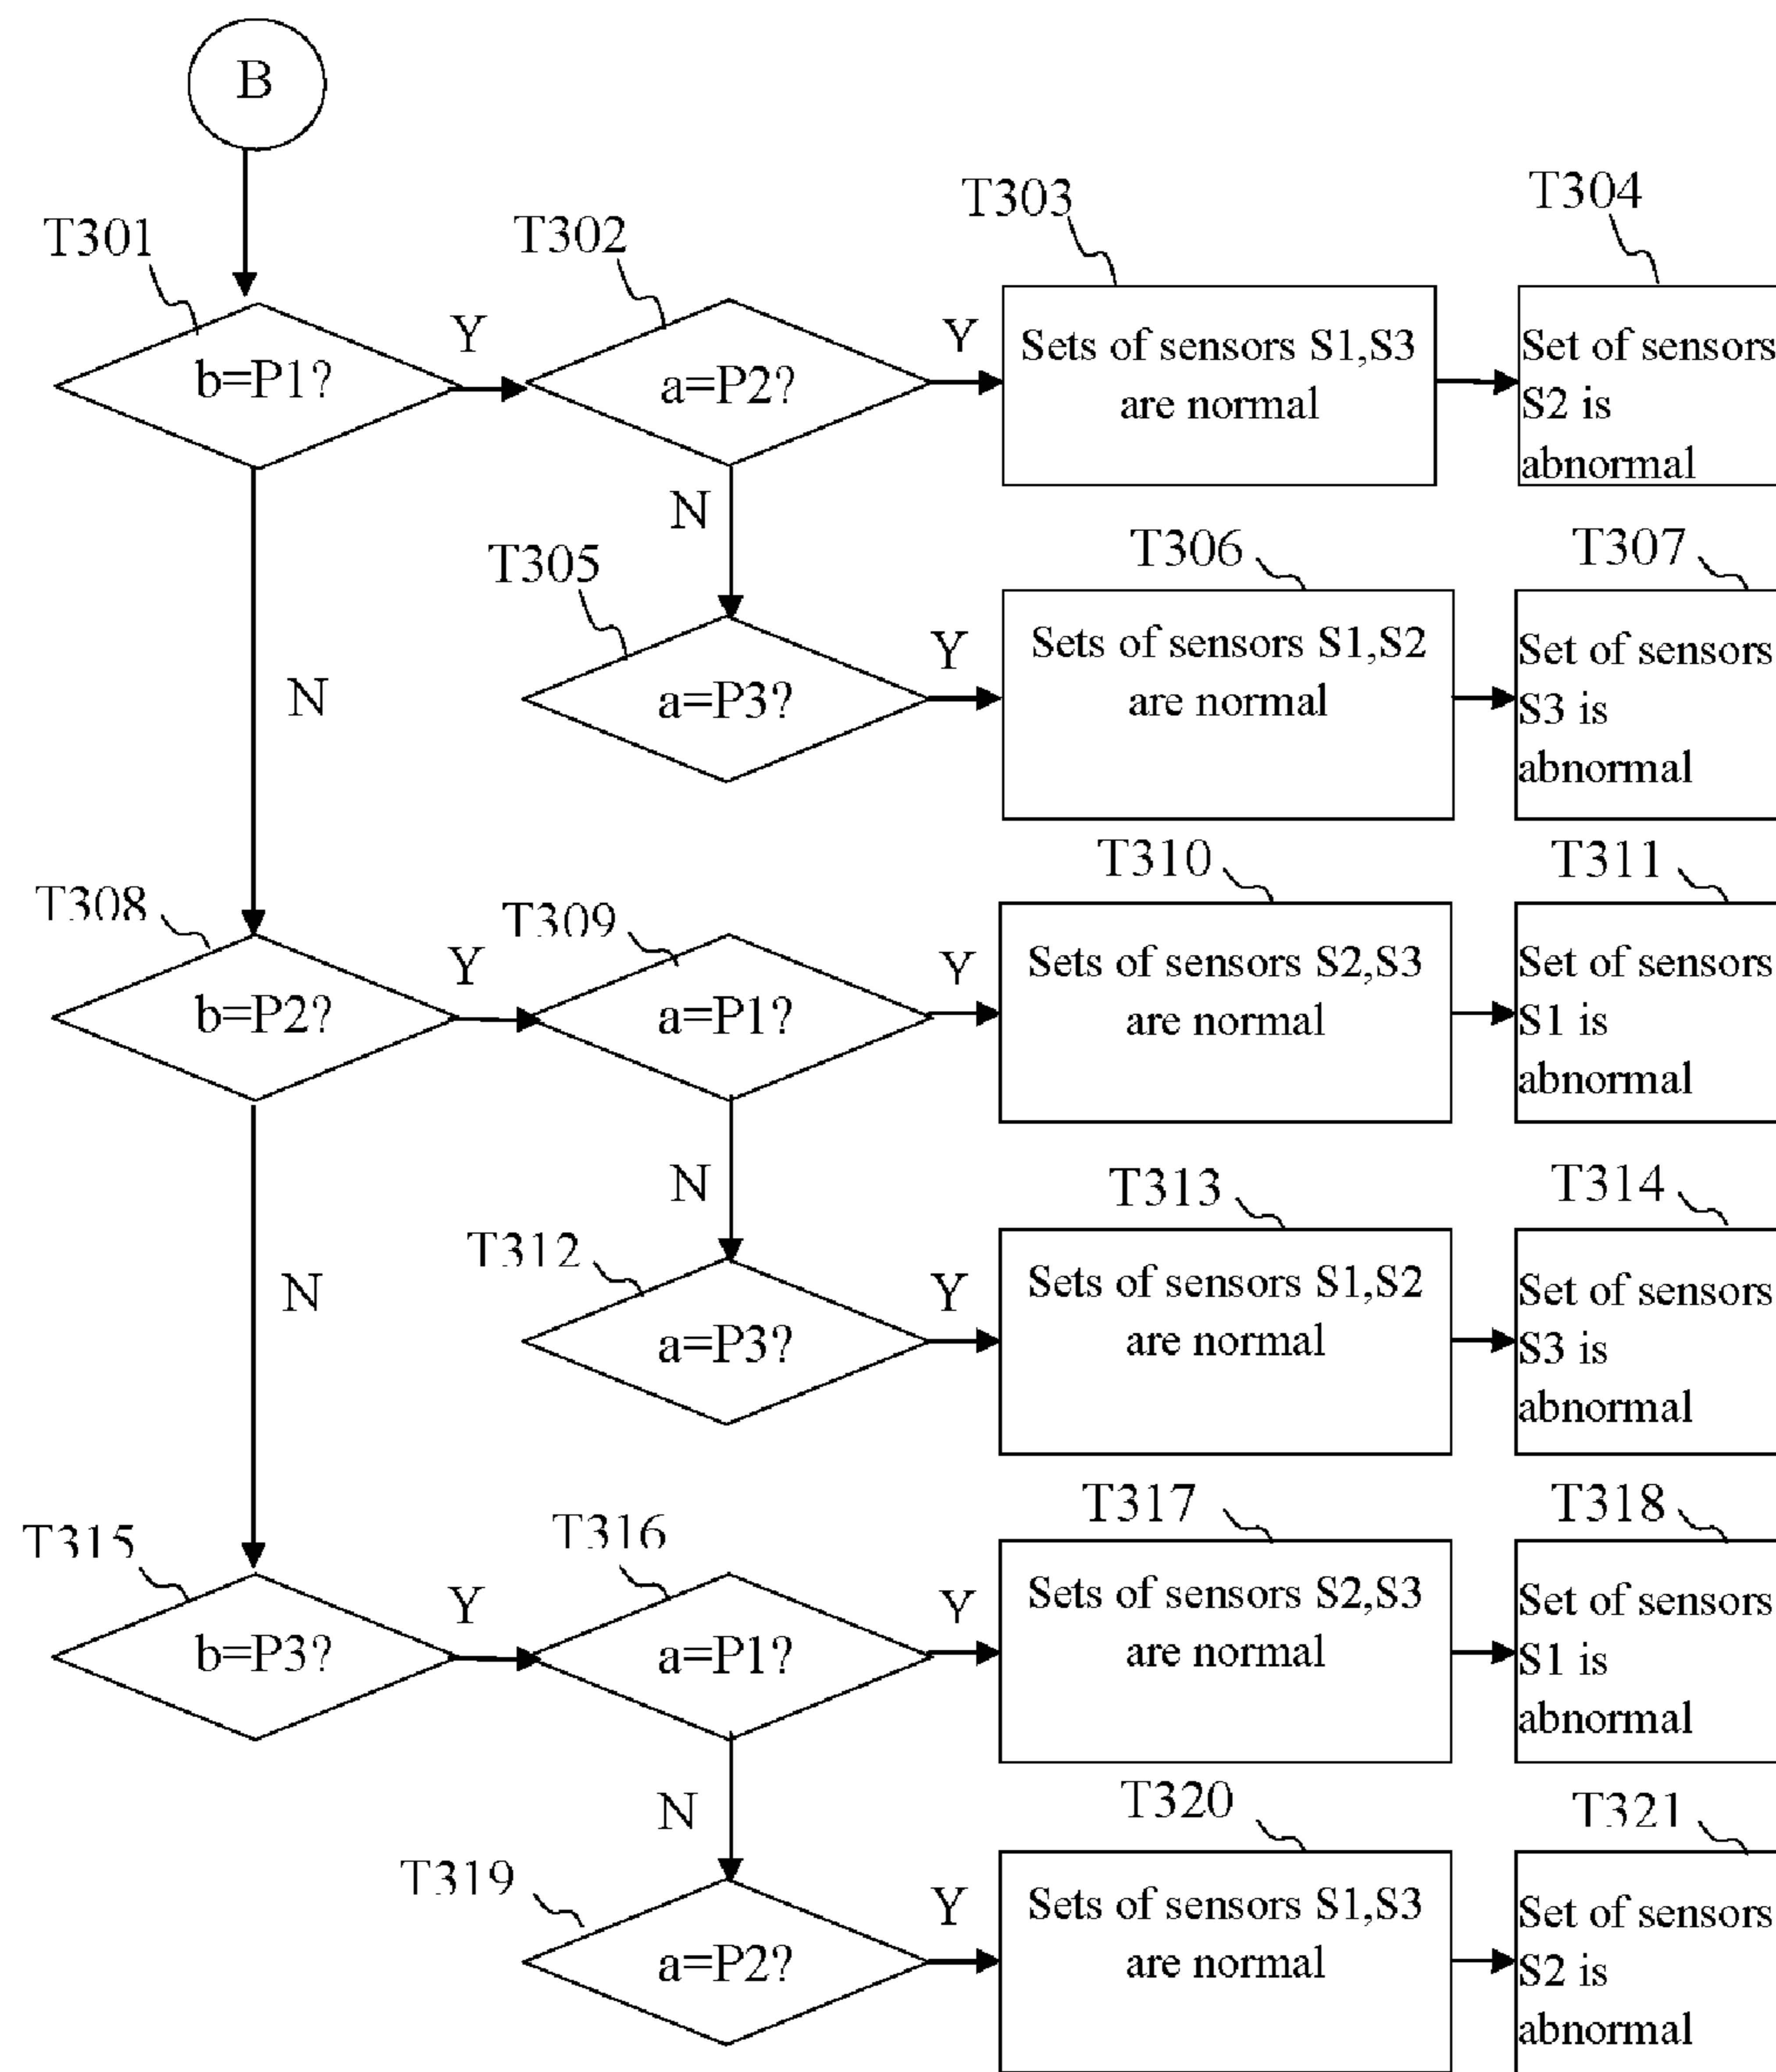 B
T301
T302
T303
T304
b=P1?
Y
a=P2?
Y
Sets of sensors S1,S3
are normal
Set of sensors
S2 is
abnormal
N
T305
T306
T307
a=P3?
Y
Sets of sensors S1,S2
are normal
Set of sensors
S3 is
abnormal
N
T308
T309
T310
T311
b=P2?
Y
a=P1?
Y
Sets of sensors S2,S3
are normal
Set of sensors
S1 is
abnormal
N
T312
T313
T314
a=P3?
Y
Sets of sensors S1,S2
are normal
Set of sensors
S3 is
abnormal
N
T315
T316
T317
T318
b=P3?
Y
a=P1?
Y
Sets of sensors S2,S3
are normal
Set of sensors
S1 is
abnormal
N
T319
T320
T321
a=P2?
Y
Sets of sensors S1,S3
are normal
Set of sensors
S2 is
abnormal